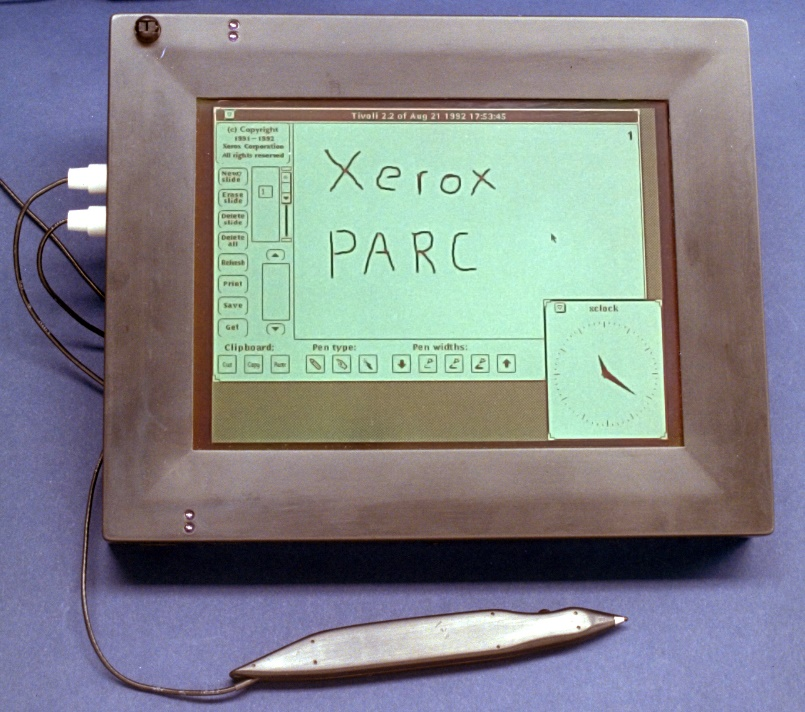 Tivoli 2.2 of Aug 21 1992 17:53:45
(c) Copyright
1991-1992
Xerox Corporation
All rights reserved
1
Xerox
PARC
New
slide
Erase
slide
Delete
slide
Delete
all
Refresh
Print
Save
Get
1
Clipboard:
Cut
Copy
Paste
Pen type:
Pen widths:
xclock